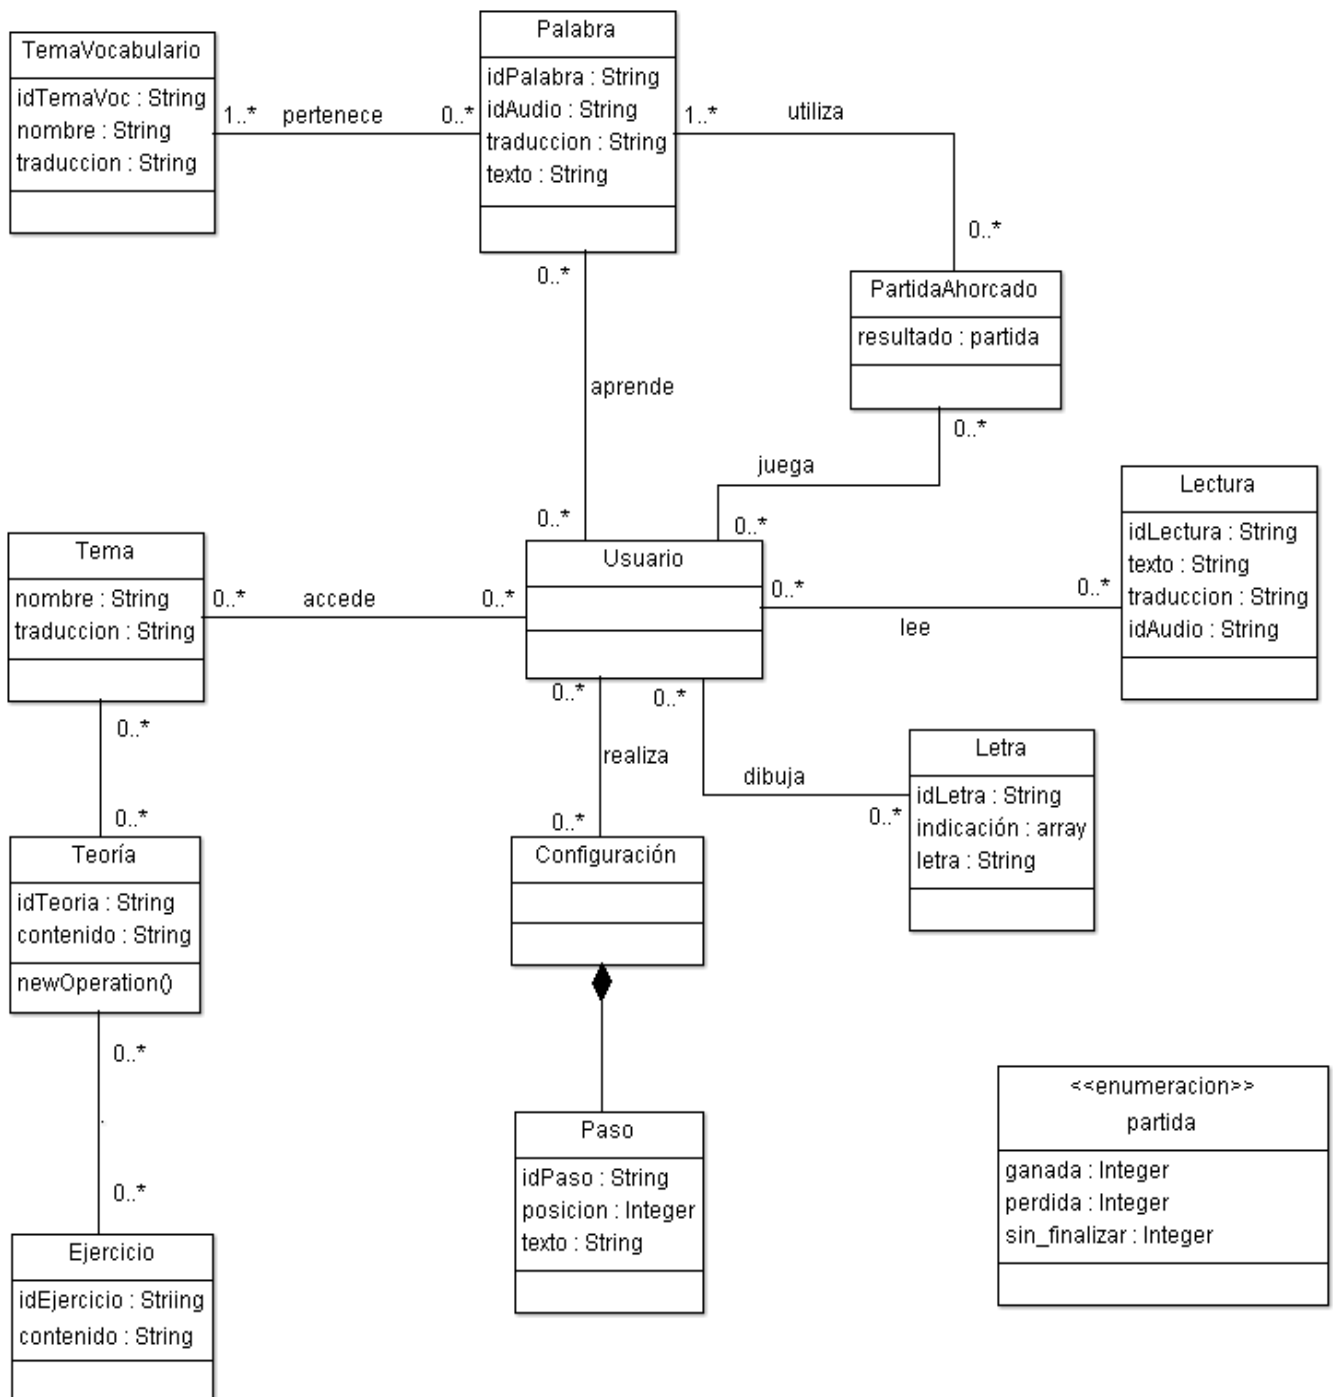 TemaVocabulario
idTemaVoc : String
nombre : String
traduccion : String
1..* pertenece 0..*
Palabra
idPalabra : String
idAudio : String
traduccion : String
texto : String
1..* utiliza
0..*
PartidaAhorcado
resultado : partida
0..*
juega
0..*
0..*
aprende
0..*
Usuario
Tema
nombre : String
traduccion : String
0..* accede 0..*
0..* lee 0..*
Lectura
idLectura : String
texto : String
traduccion : String
idAudio : String
0..*
0..*
Teoría
idTeoria : String
contenido : String
newOperation()
0..*
0..*
Ejercicio
idEjercicio : Striing
contenido : String
0..*
realiza
0..*
Configuración
0..*
dibuja
0..*
Letra
idLetra : String
indicación : array
letra : String
Paso
idPaso : String
posicion : Integer
texto : String
<<enumeracion>>
partida
ganada : Integer
perdida : Integer
sin_finalizar : Integer